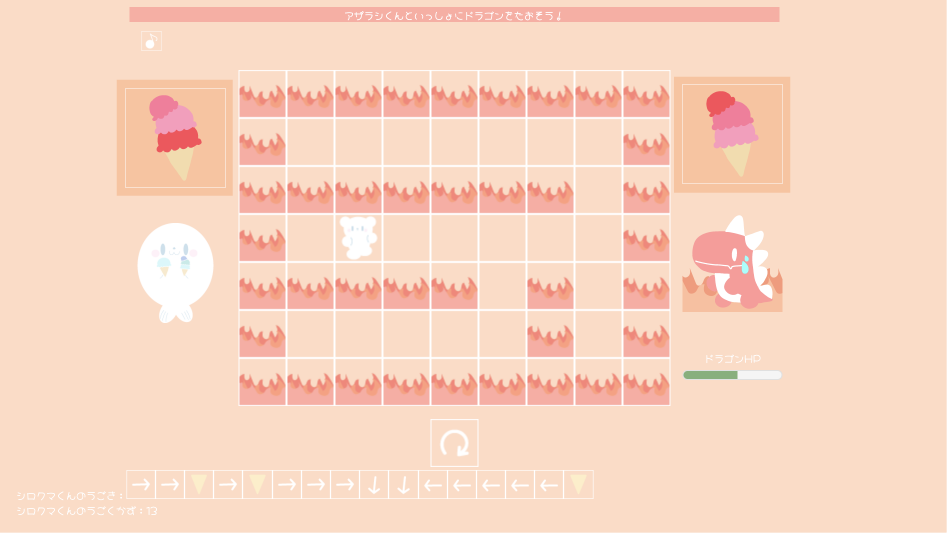 アザラシくんといっしょにドラゴンをたおそう！
ドラゴンHP
シロクマくんのうごき：
シロクマくんのうごくかず：13